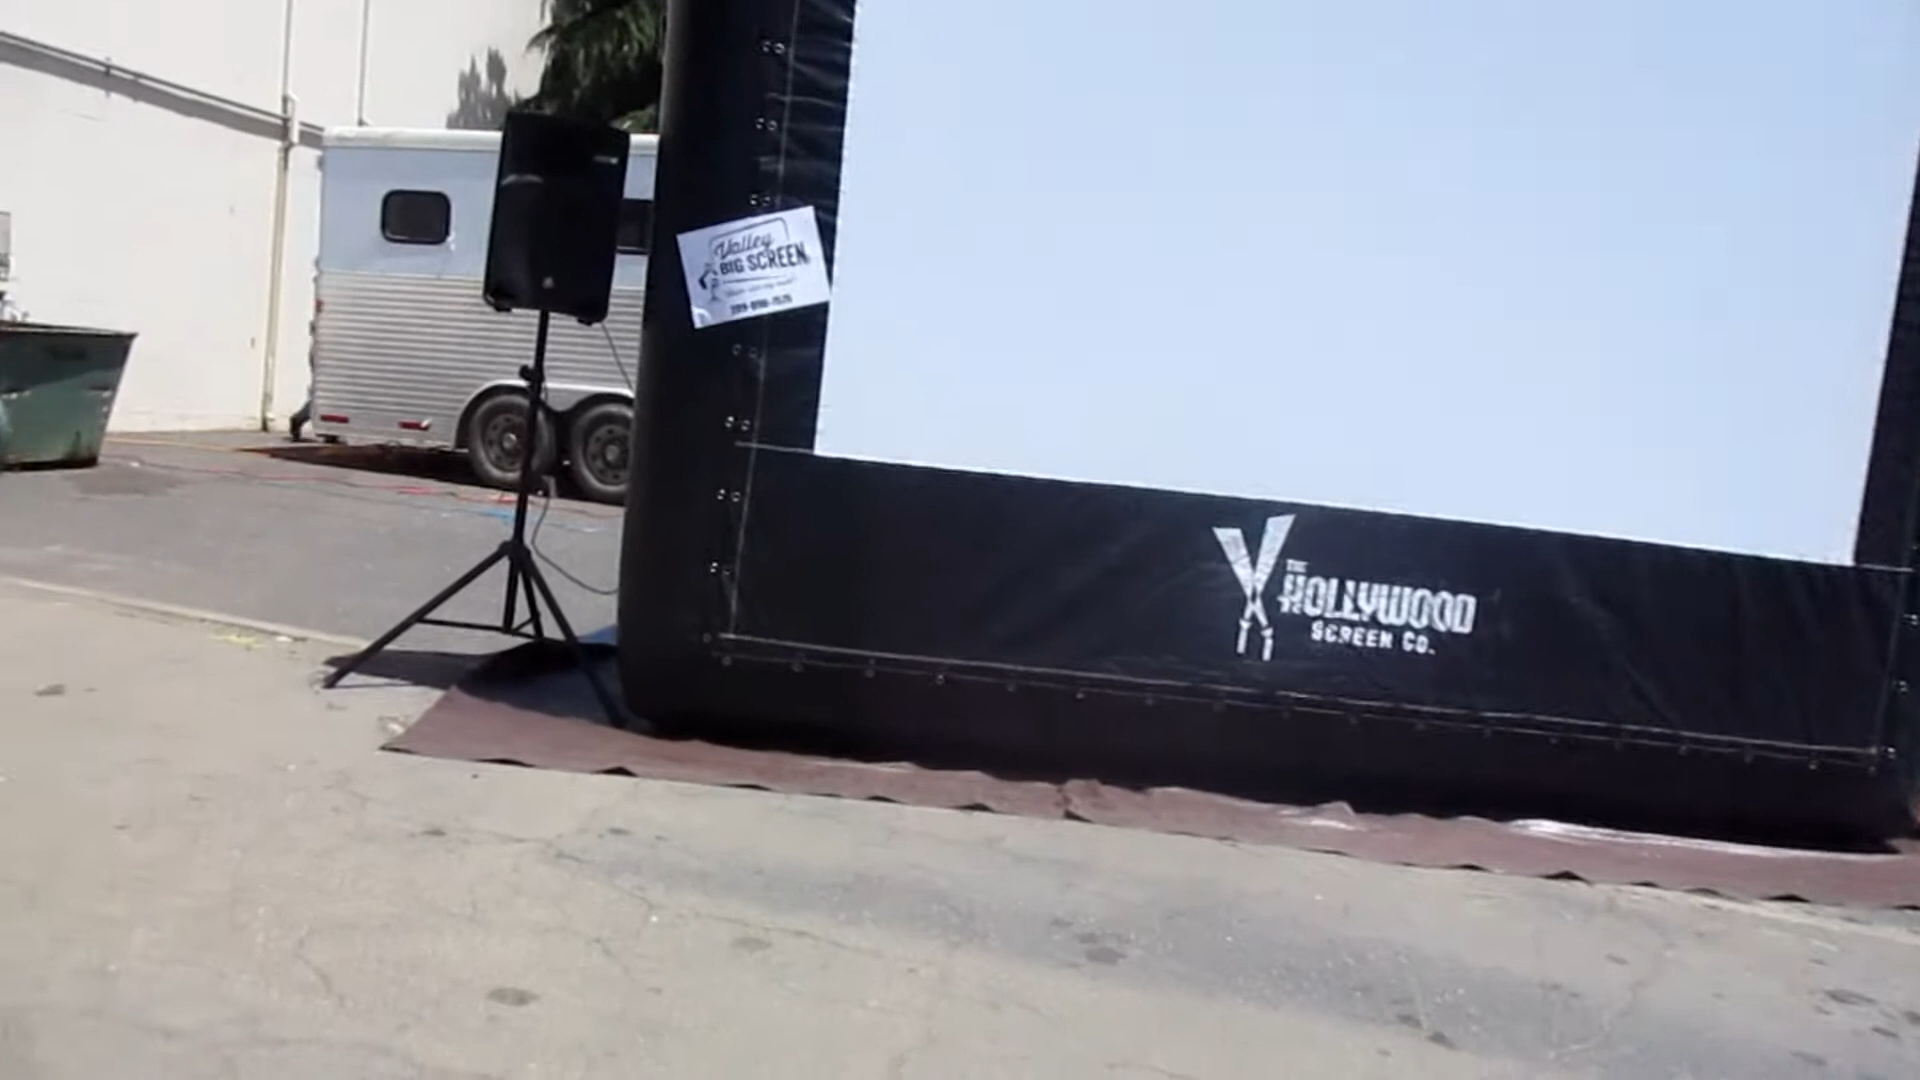 Valley
BIG SCREEN
THE
HOLLYWOOD
SCREEN CO.